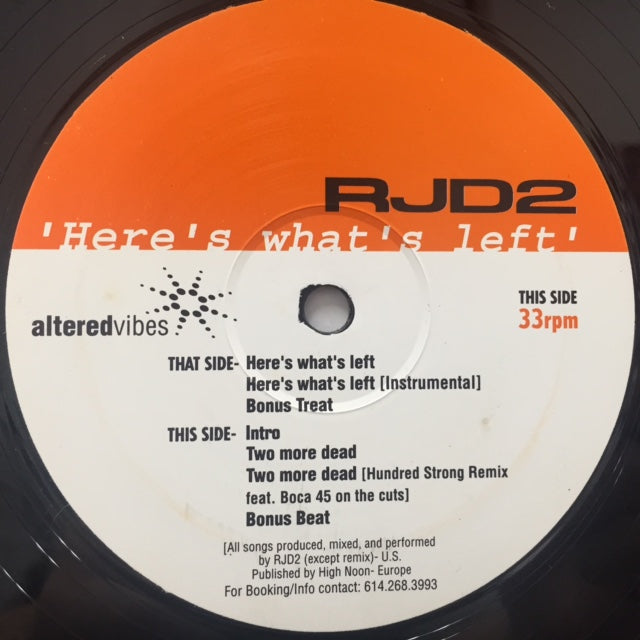 RJD2
'Here's what's left'
alteredvibes
THIS SIDE
33rpm
THAT SIDE- Here's what's left
Here's what's left [Instrumental]
Bonus Treat
THIS SIDE- Intro
Two more dead
Two more dead [Hundred Strong Remix
feat. Boca 45 on the cuts]
Bonus Beat
[All songs produced, mixed, and performed
by RJD2 (except remix)- U.S.
Published by High Noon- Europe
For Booking/Info contact: 614.268.3993